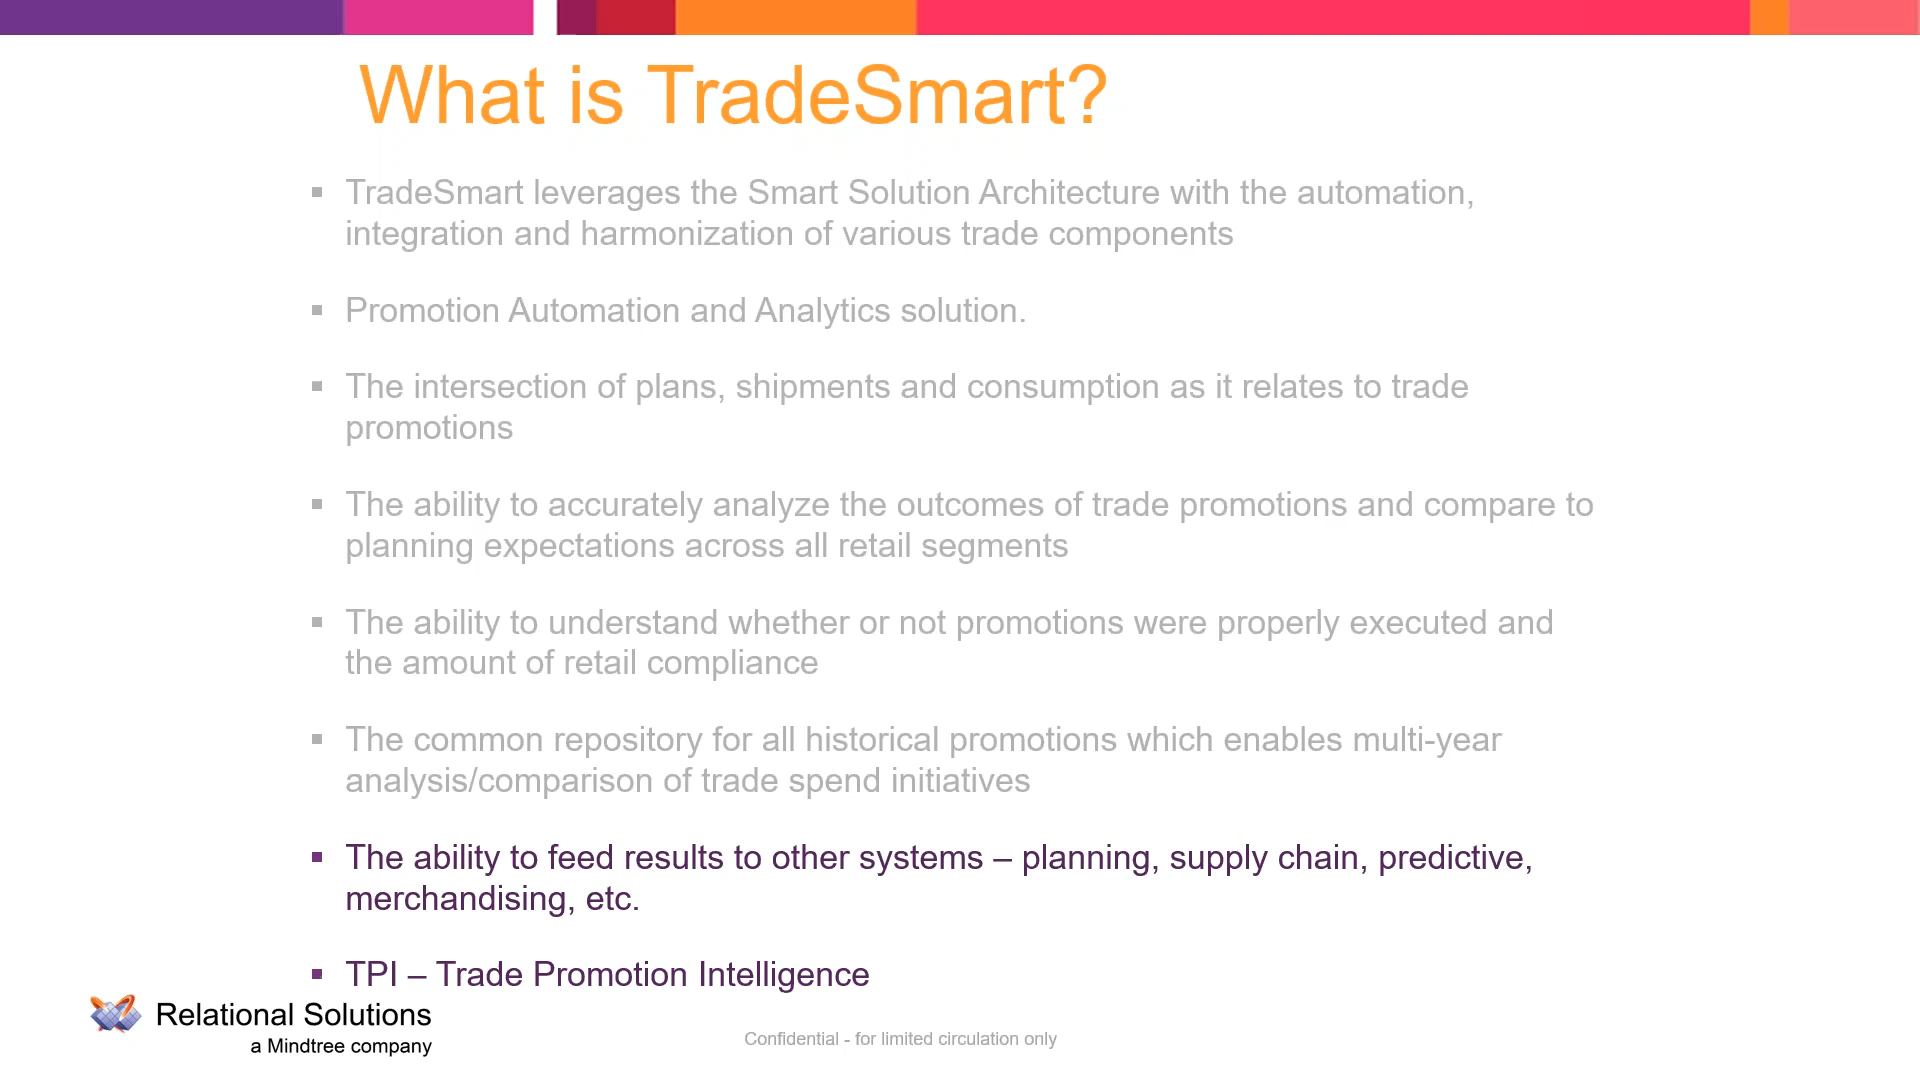 What is TradeSmart?
▪ TradeSmart leverages the Smart Solution Architecture with the automation,
integration and harmonization of various trade components
▪ Promotion Automation and Analytics solution.
▪ The intersection of plans, shipments and consumption as it relates to trade
promotions
▪ The ability to accurately analyze the outcomes of trade promotions and compare to
planning expectations across all retail segments
▪ The ability to understand whether or not promotions were properly executed and
the amount of retail compliance
▪ The common repository for all historical promotions which enables multi-year
analysis/comparison of trade spend initiatives
▪ The ability to feed results to other systems – planning, supply chain, predictive,
merchandising, etc.
▪ TPI – Trade Promotion Intelligence
Relational Solutions
a Mindtree company
Confidential - for limited circulation only